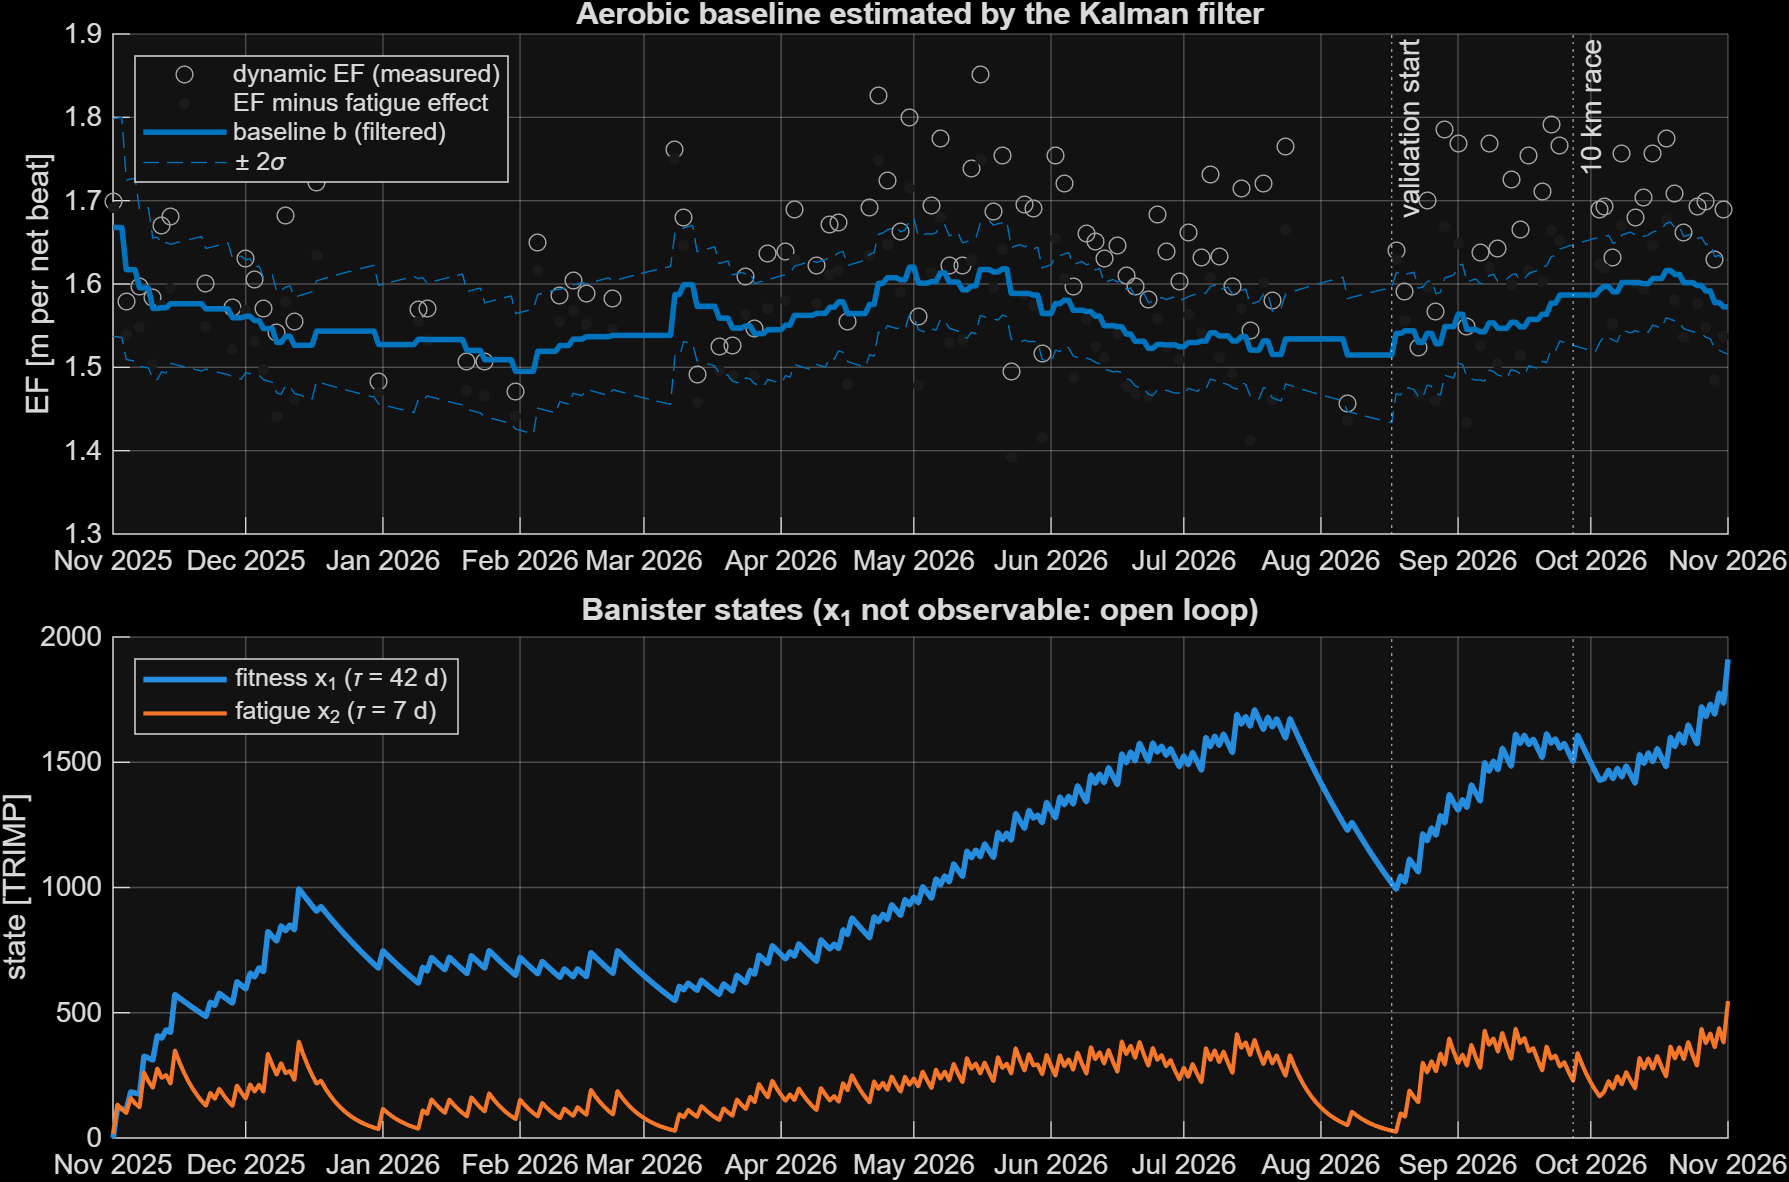 Aerobic baseline estimated by the Kalman filter
EF [m per net beat]
1.9
1.8
1.7
1.6
1.5
1.4
1.3
dynamic EF (measured)
EF minus fatigue effect
baseline b (filtered)
± 2σ
validation start
10 km race
Nov 2025 Dec 2025 Jan 2026 Feb 2026 Mar 2026 Apr 2026 May 2026 Jun 2026 Jul 2026 Aug 2026 Sep 2026 Oct 2026 Nov 2026
Banister states (x₁ not observable: open loop)
state [TRIMP]
2000
1500
1000
500
0
fitness x₁ (τ = 42 d)
fatigue x₂ (τ = 7 d)
Nov 2025 Dec 2025 Jan 2026 Feb 2026 Mar 2026 Apr 2026 May 2026 Jun 2026 Jul 2026 Aug 2026 Sep 2026 Oct 2026 Nov 2026